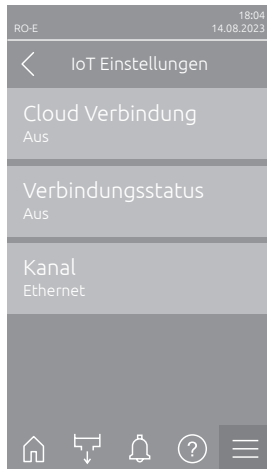 18:04
RO-E 14.08.2023
IoT Einstellungen
Cloud Verbindung
Aus
Verbindungsstatus
Aus
Kanal
Ethernet